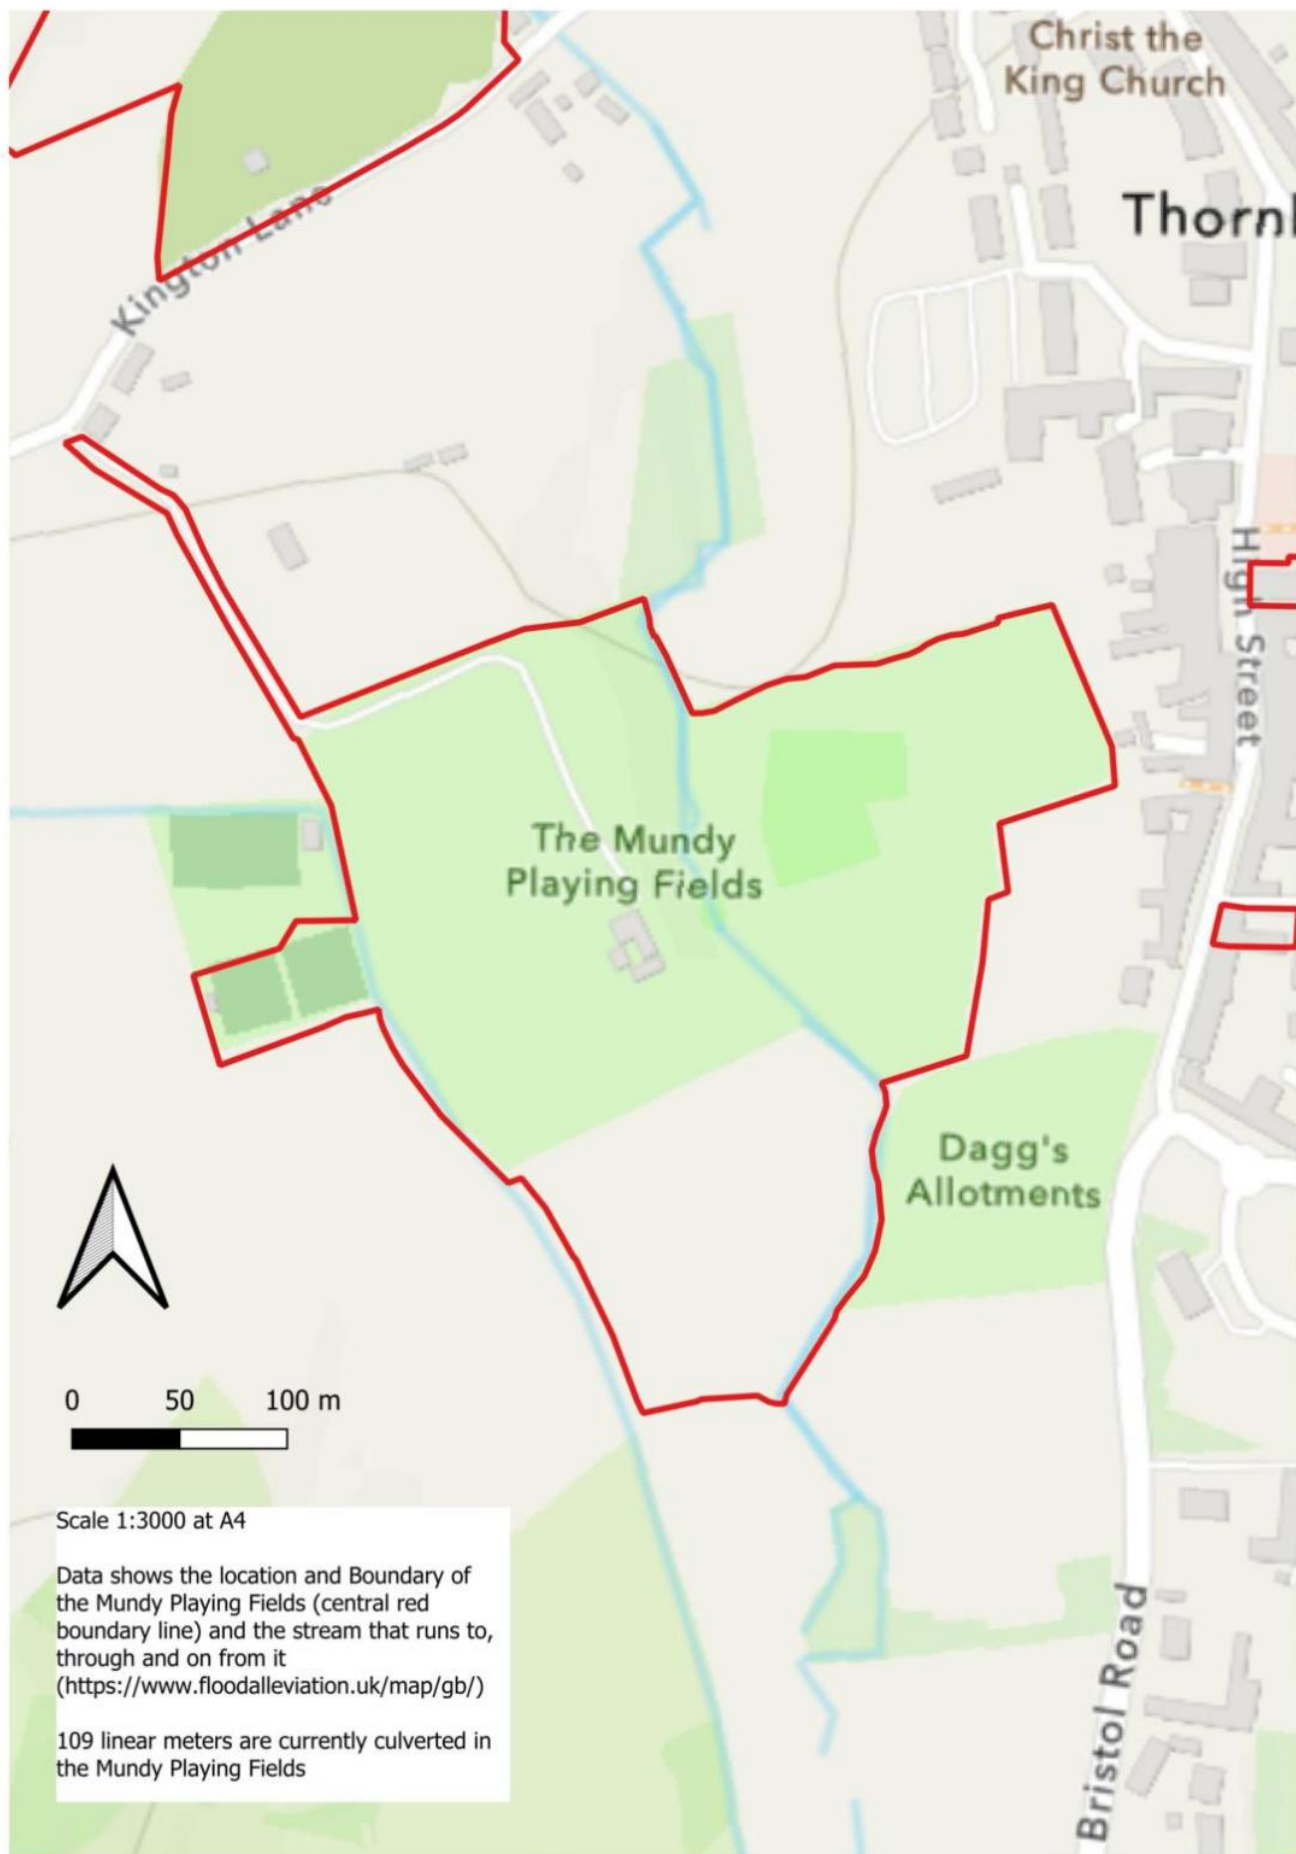 Christ the
King Church
Thornl
Kington Lane
High Street
The Mundy
Playing Fields
Dagg's
Allotments
0 50 100 m
Scale 1:3000 at A4
Data shows the location and Boundary of
the Mundy Playing Fields (central red
boundary line) and the stream that runs to,
through and on from it
(https://www.floodalleviation.uk/map/gb/)
109 linear meters are currently culverted in
the Mundy Playing Fields
Bristol Road